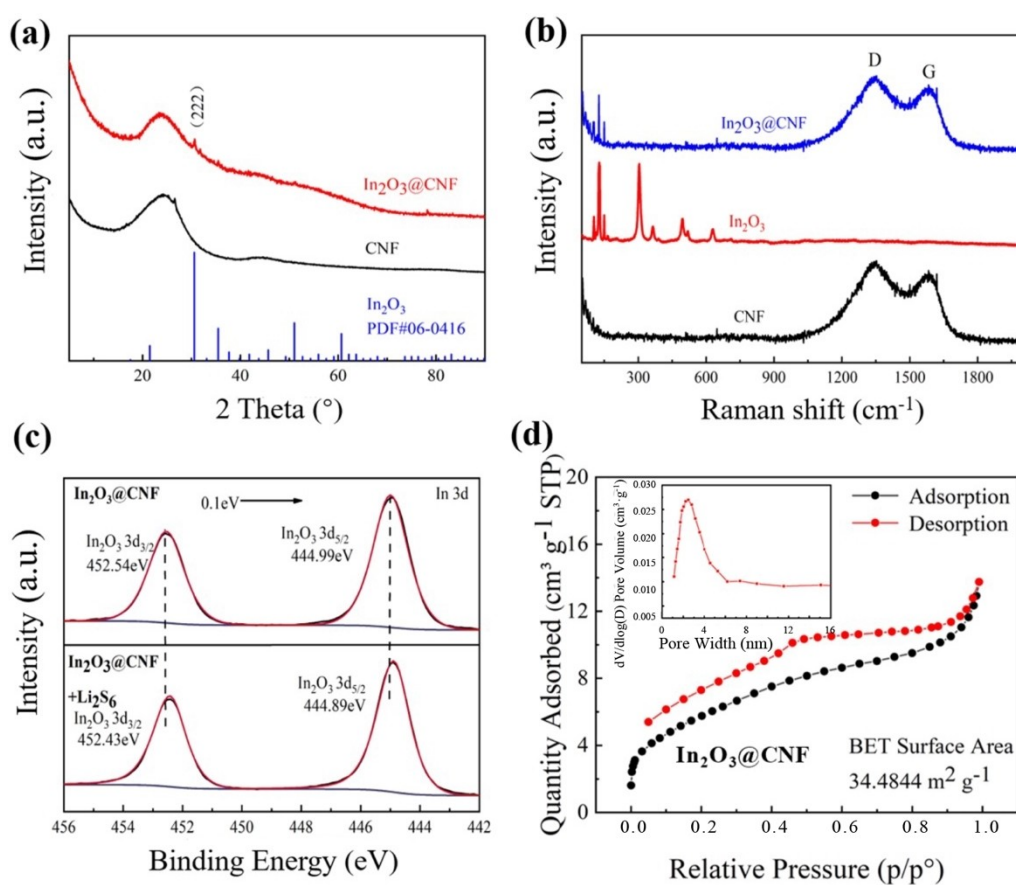 (a)
Intensity (a.u.)
(222)
In₂O₃@CNF
CNF
In₂O₃
PDF#06-0416
20 40 60 80
2 Theta (°)
(b)
Intensity (a.u.)
D G
In₂O₃@CNF
In₂O₃
CNF
300 600 900 1200 1500 1800
Raman shift (cm⁻¹)
(c)
Intensity (a.u.)
In₂O₃@CNF
0.1eV
In 3d
In₂O₃ 3d₃/₂
452.54eV
In₂O₃ 3d₅/₂
444.99eV
In₂O₃@CNF
+Li₂S₆
In₂O₃ 3d₃/₂
452.43eV
In₂O₃ 3d₅/₂
444.89eV
456 454 452 450 448 446 444 442
Binding Energy (eV)
(d)
Quantity Adsorbed (cm³ g⁻¹ STP)
20
16
12
8
4
0
Adsorption
Desorption
dV/dlog(D) Pore Volume (cm³·g⁻¹)
0.030
0.025
0.020
0.015
0.010
0.005
0 4 8 12 16
Pore Width (nm)
In₂O₃@CNF
BET Surface Area
34.4844 m² g⁻¹
0.0 0.2 0.4 0.6 0.8 1.0
Relative Pressure (p/p°)